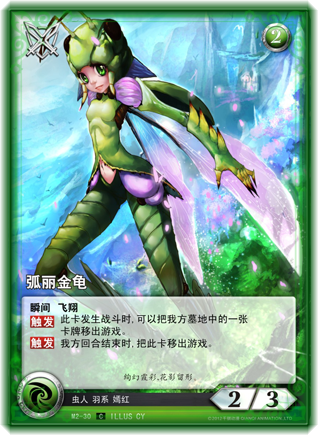 2
弧丽金龟
瞬间 飞翔
触发 此卡发生战斗时,可以把我方墓地中的一张
卡牌移出游戏。
触发 我方回合结束时,把此卡移出游戏。
绚幻霞彩,花影留形。
虫人 羽系 嫣红
2/3
M2-30 C ILLUS CY